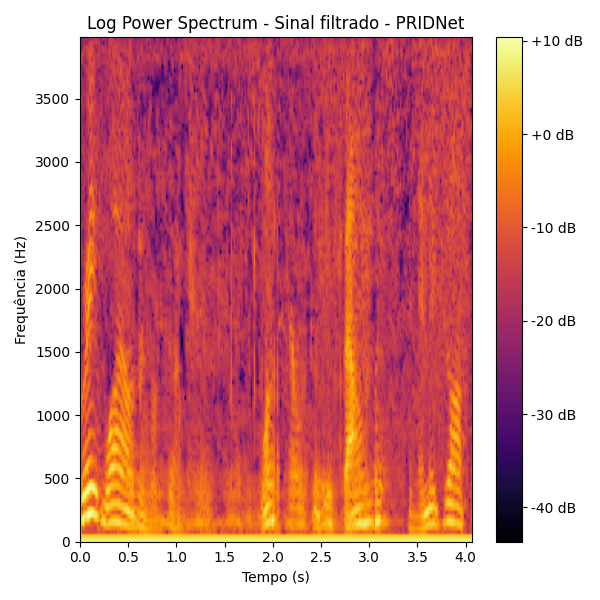 Log Power Spectrum - Sinal filtrado - PRIDNet
+10 dB
3500
+0 dB
3000
2500
-10 dB
Frequência (Hz)
2000
-20 dB
1500
1000
-30 dB
500
-40 dB
0
0.0 0.5 1.0 1.5 2.0 2.5 3.0 3.5 4.0
Tempo (s)